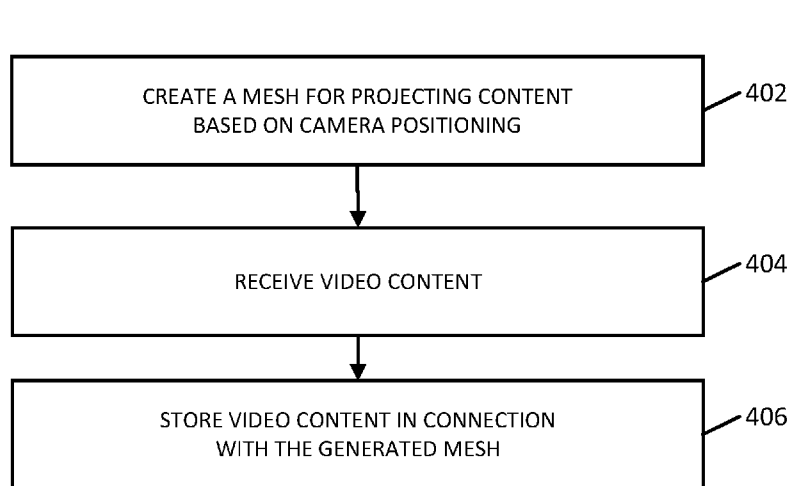 CREATE A MESH FOR PROJECTING CONTENT
BASED ON CAMERA POSITIONING
402
RECEIVE VIDEO CONTENT
404
STORE VIDEO CONTENT IN CONNECTION
WITH THE GENERATED MESH
406